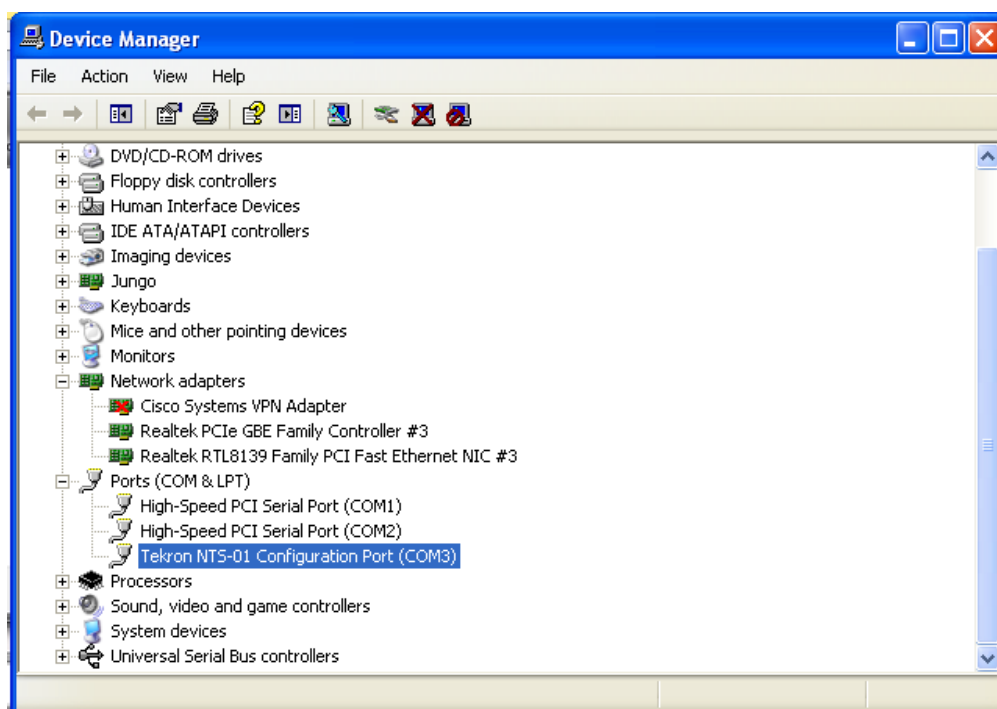 Device Manager
File Action View Help
DVD/CD-ROM drives
Floppy disk controllers
Human Interface Devices
IDE ATA/ATAPI controllers
Imaging devices
Jungo
Keyboards
Mice and other pointing devices
Monitors
Network adapters
Cisco Systems VPN Adapter
Realtek PCIe GBE Family Controller #3
Realtek RTL8139 Family PCI Fast Ethernet NIC #3
Ports (COM & LPT)
High-Speed PCI Serial Port (COM1)
High-Speed PCI Serial Port (COM2)
Tekron NTS-01 Configuration Port (COM3)
Processors
Sound, video and game controllers
System devices
Universal Serial Bus controllers